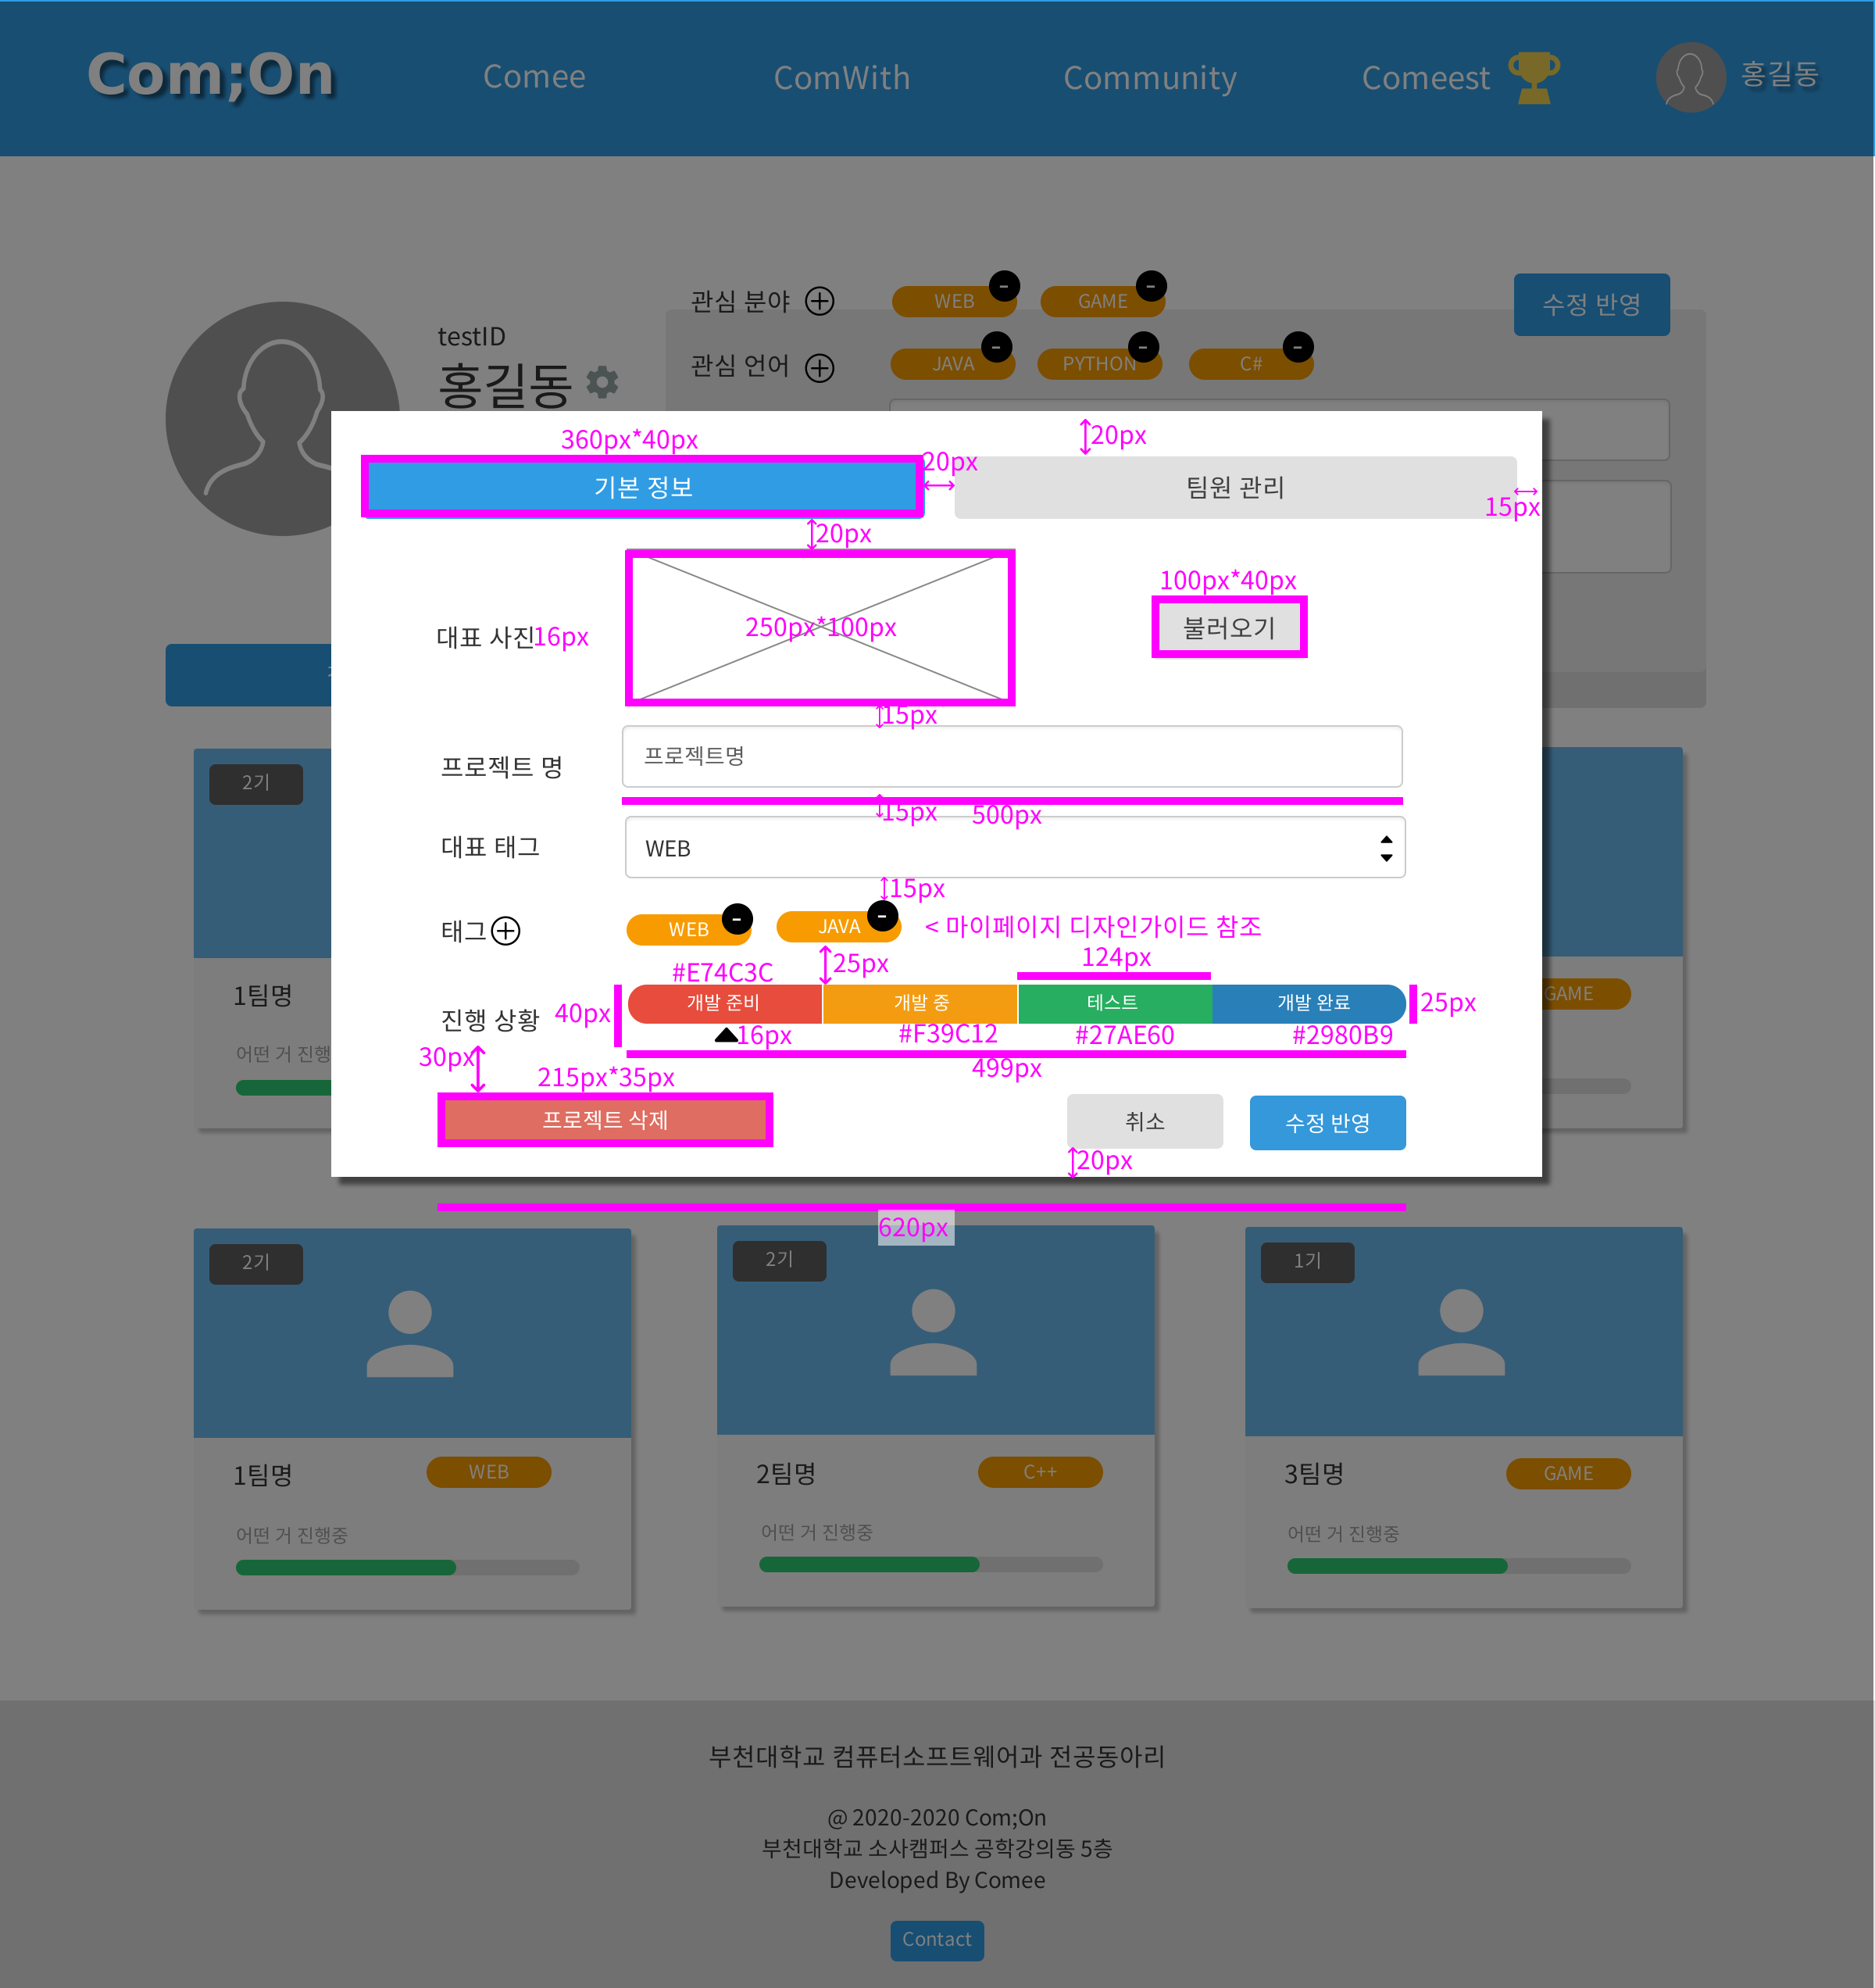 Com;On
Comee
ComWith
Community
Comeest
홍길동
관심 분야
WEB
-
GAME
-
수정 반영
testID
홍길동
관심 언어
JAVA
-
PYTHON
-
C#
-
360px*40px
20px
기본 정보
20px
팀원 관리
15px
20px
대표 사진
16px
250px*100px
100px*40px
불러오기
15px
프로젝트 명
프로젝트명
15px
500px
대표 태그
WEB
15px
태그
WEB
-
JAVA
-
< 마이페이지 디자인가이드 참조
25px
124px
#E74C3C
진행 상황
40px
개발 준비
개발 중
테스트
개발 완료
25px
16px
#F39C12
#27AE60
#2980B9
30px
499px
215px*35px
프로젝트 삭제
취소
수정 반영
20px
620px
2기
1팀명
어떤 거 진행
GAME
2기
1팀명
WEB
어떤 거 진행중
2기
2팀명
C++
어떤 거 진행중
1기
3팀명
GAME
어떤 거 진행중
부천대학교 컴퓨터소프트웨어과 전공동아리
@ 2020-2020 Com;On
부천대학교 소사캠퍼스 공학강의동 5층
Developed By Comee
Contact